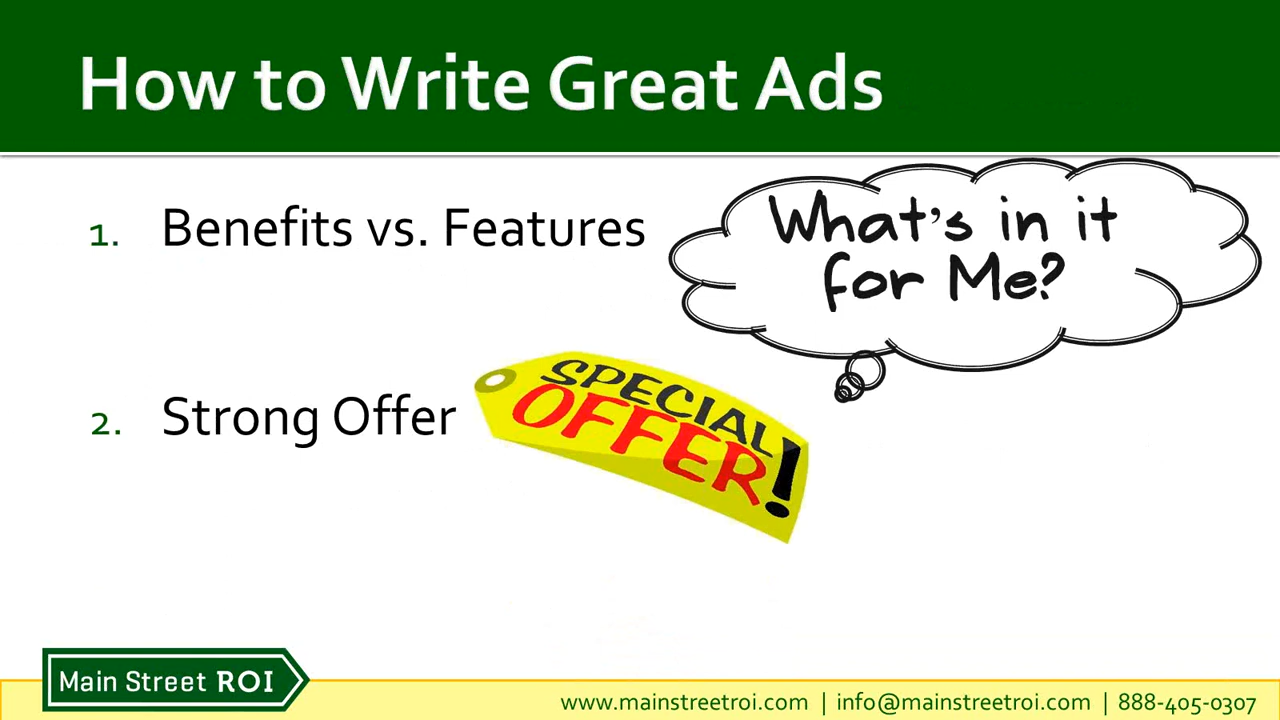 How to Write Great Ads
1. Benefits vs. Features
What's in it
for Me?
2. Strong Offer
SPECIAL
OFFER!
Main Street ROI
www.mainstreetroi.com | info@mainstreetroi.com | 888-405-0307